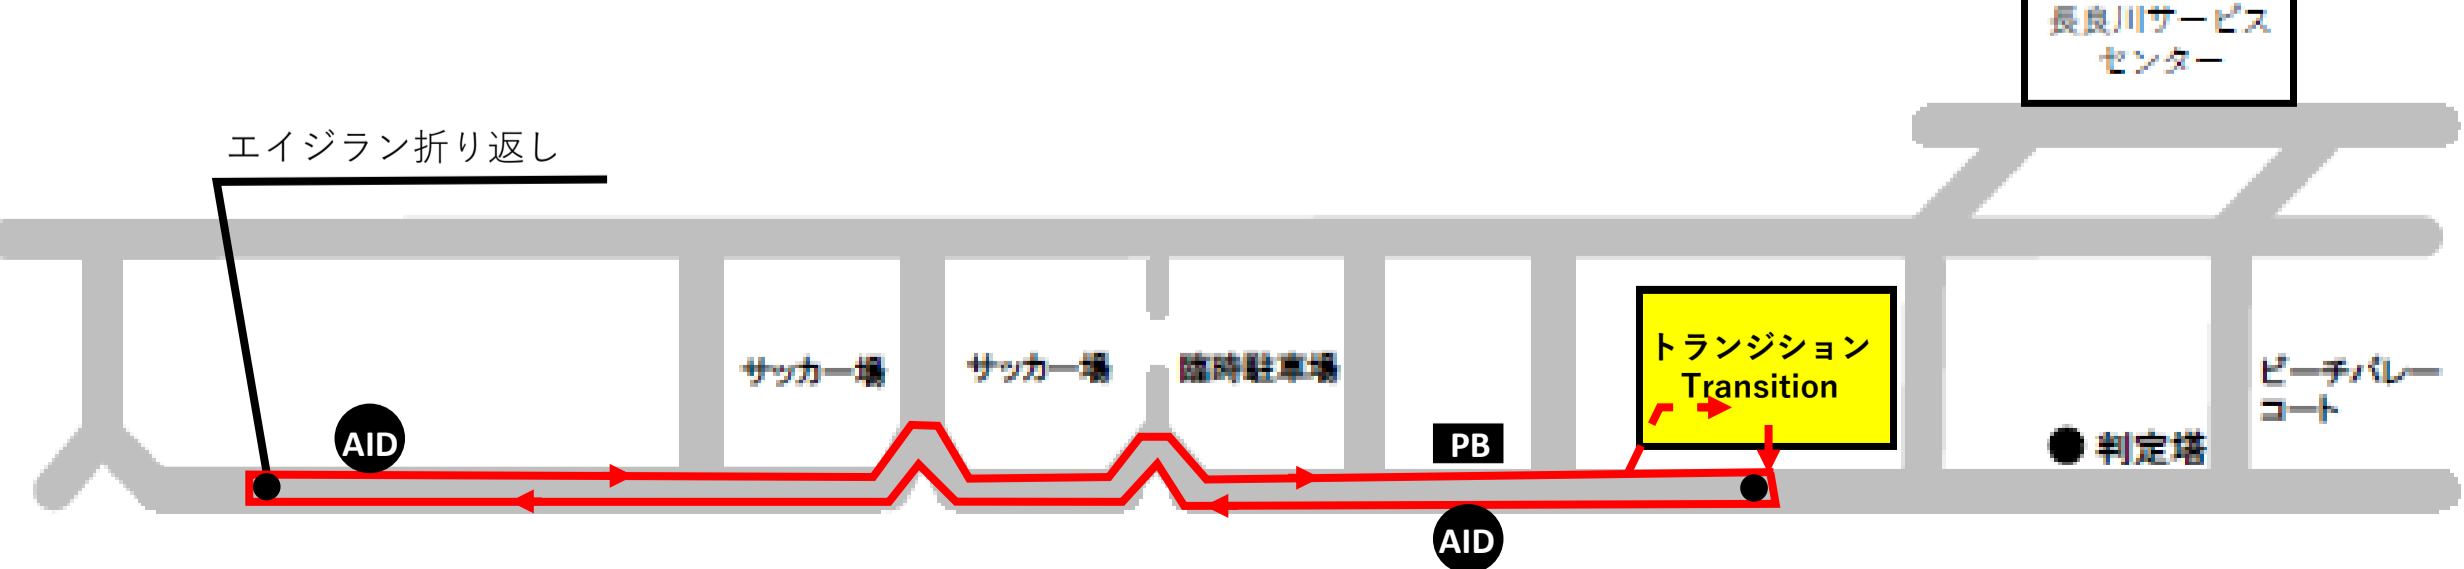 長良川サービス
センター
エイジラン折り返し
サッカー場
サッカー場
臨時駐車場
トランジション
Transition
ビーチバレー
コート
AID
PB
判定塔
AID